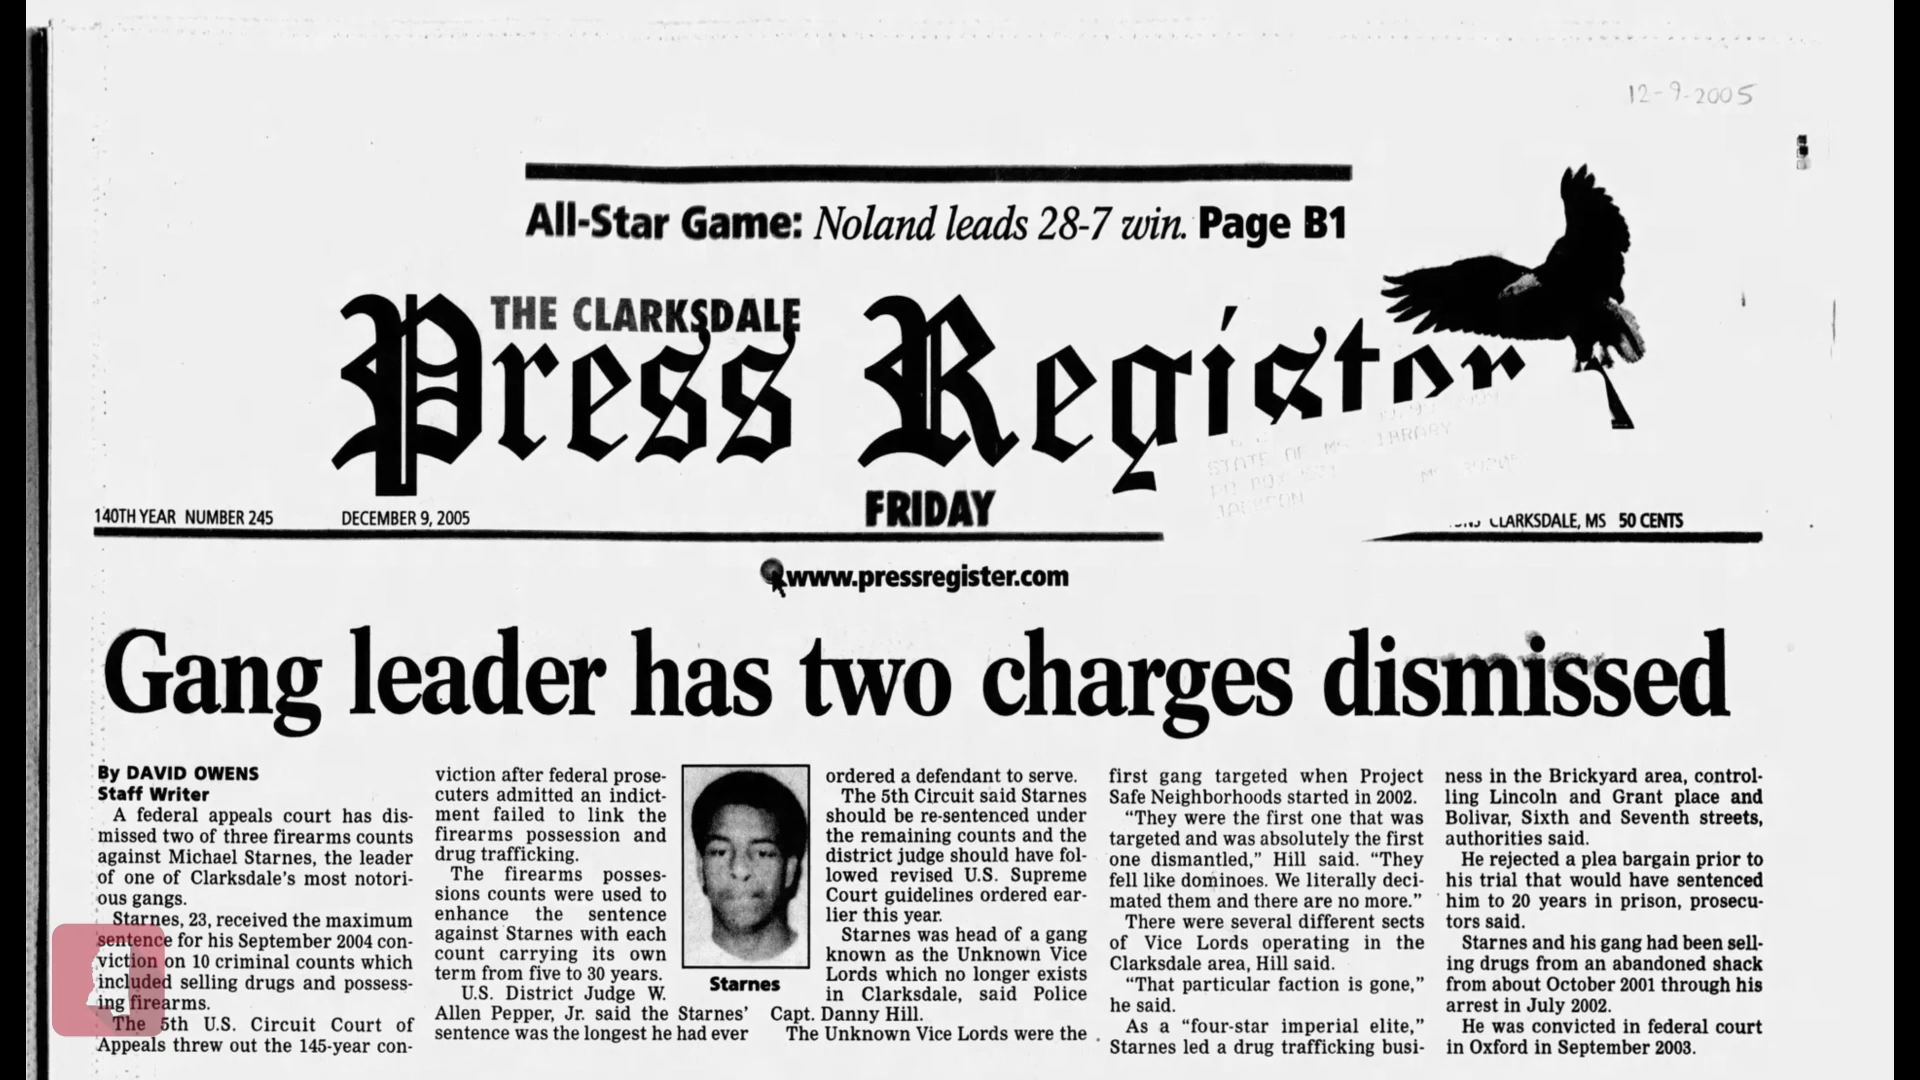 12-9-2005
All-Star Game: Noland leads 28-7 win. Page B1
THE CLARKSDALE
Press Register
STATE OF MS LIBRARY
PO BOX
JACKSON
140TH YEAR NUMBER 245
DECEMBER 9, 2005
FRIDAY
CLARKSDALE, MS 50 CENTS
www.pressregister.com
Gang leader has two charges dismissed
By DAVID OWENS
Staff Writer
A federal appeals court has dis-
missed two of three firearms counts
against Michael Starnes, the leader
of one of Clarksdale's most notori-
ous gangs.
Starnes, 23, received the maximum
sentence for his September 2004 con-
viction on 10 criminal counts which
included selling drugs and possess-
ing firearms.
The 5th U.S. Circuit Court of
Appeals threw out the 145-year con-
viction after federal prose-
cuters admitted an indict-
ment failed to link the
firearms possession and
drug trafficking.
The firearms posses-
sions counts were used to
enhance the sentence
against Starnes with each
count carrying its own
term from five to 30 years.
U.S. District Judge W.
Allen Pepper, Jr. said the Starnes'
sentence was the longest he had ever
Starnes
ordered a defendant to serve.
The 5th Circuit said Starnes
should be re-sentenced under
the remaining counts and the
district judge should have fol-
lowed revised U.S. Supreme
Court guidelines ordered ear-
lier this year.
Starnes was head of a gang
known as the Unknown Vice
Lords which no longer exists
in Clarksdale, said Police
Capt. Danny Hill.
The Unknown Vice Lords were the
first gang targeted when Project
Safe Neighborhoods started in 2002.
"They were the first one that was
targeted and was absolutely the first
one dismantled," Hill said. "They
fell like dominoes. We literally deci-
mated them and there are no more."
There were several different sects
of Vice Lords operating in the
Clarksdale area, Hill said.
"That particular faction is gone,"
he said.
As a "four-star imperial elite,"
Starnes led a drug trafficking busi-
ness in the Brickyard area, control-
ling Lincoln and Grant place and
Bolivar, Sixth and Seventh streets,
authorities said.
He rejected a plea bargain prior to
his trial that would have sentenced
him to 20 years in prison, prosecu-
tors said.
Starnes and his gang had been sell-
ing drugs from an abandoned shack
from about October 2001 through his
arrest in July 2002.
He was convicted in federal court
in Oxford in September 2003.